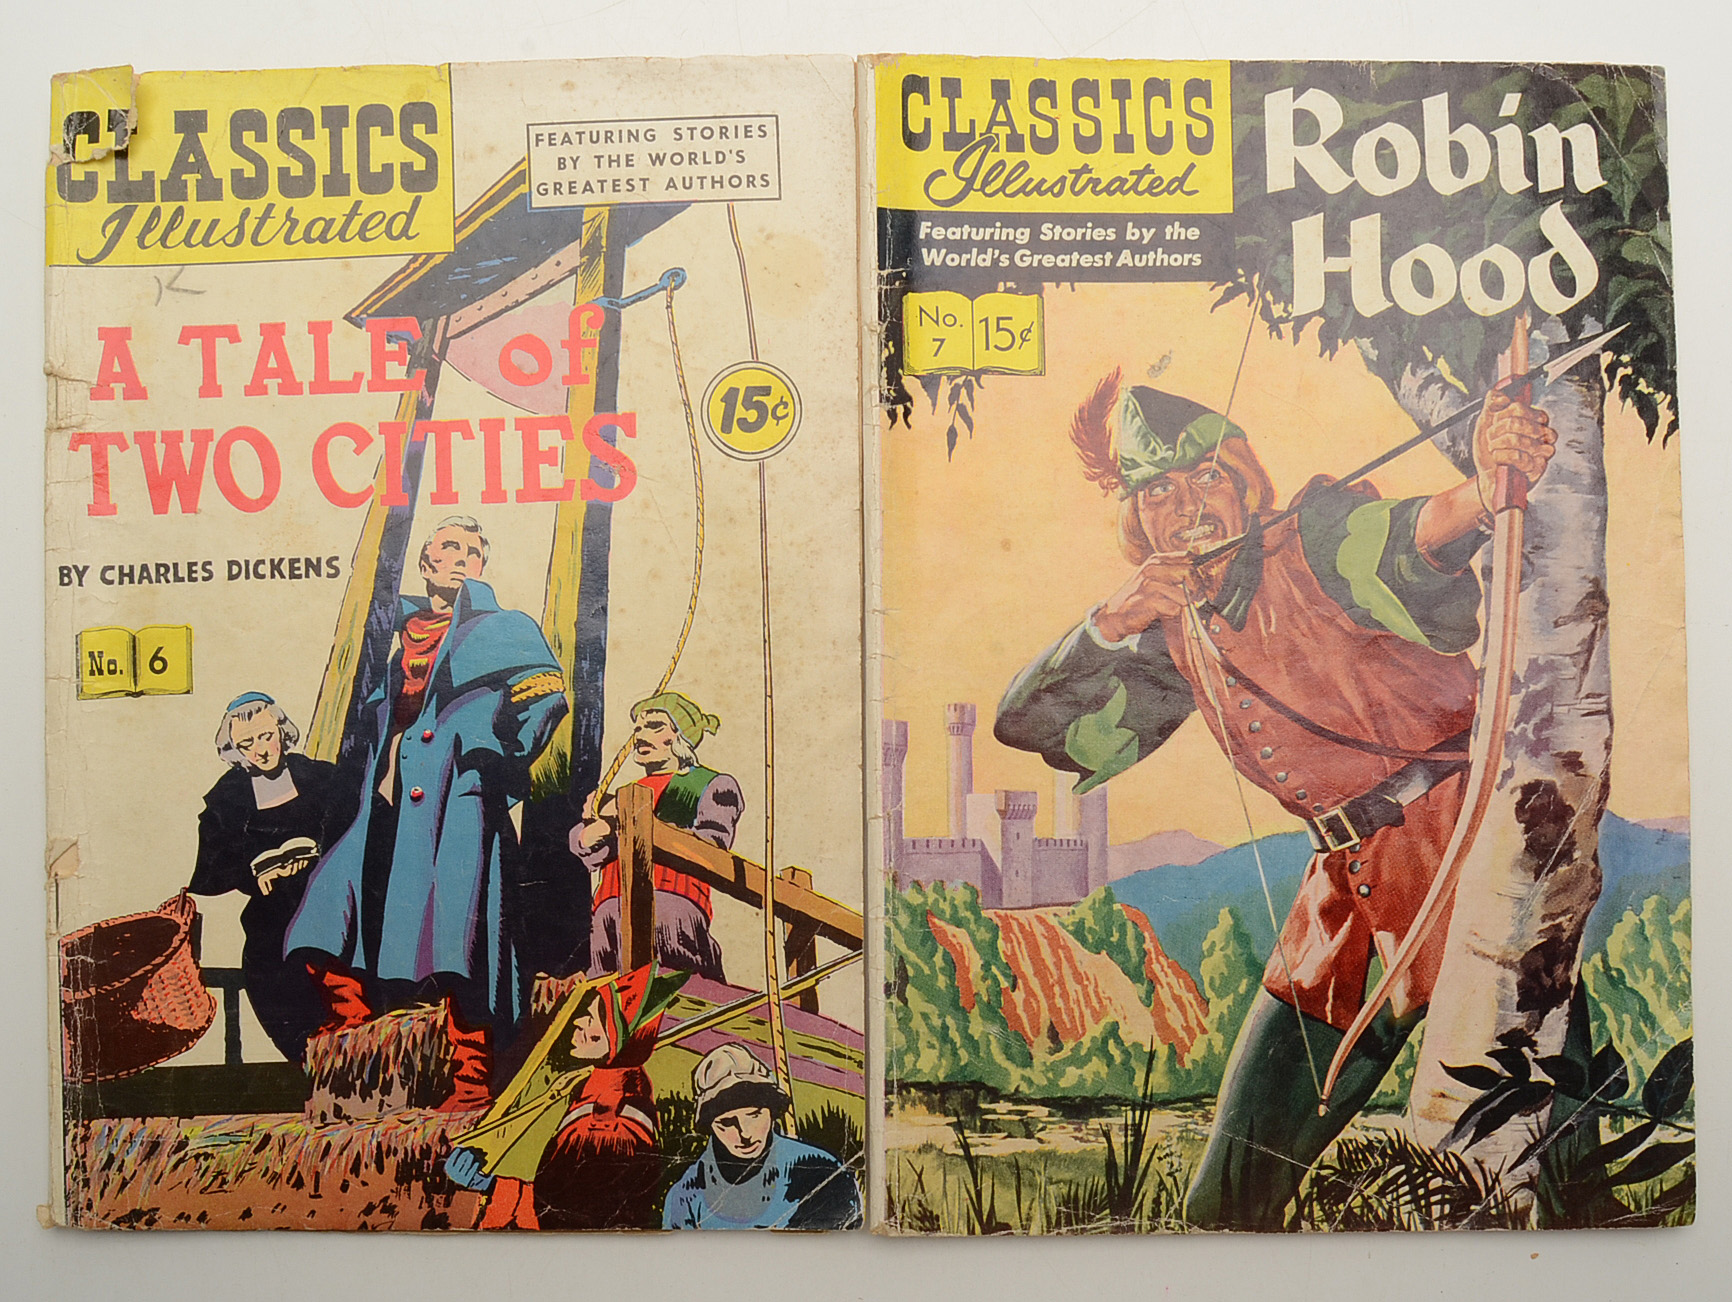 CLASSICS
Illustrated
FEATURING STORIES
BY THE WORLD'S
GREATEST AUTHORS
K
A TALE of
TWO CITIES
15¢
BY CHARLES DICKENS
No. 6
CLASSICS
Illustrated
Featuring Stories by the
World's Greatest Authors
No.
7
15¢
Robin
Hood